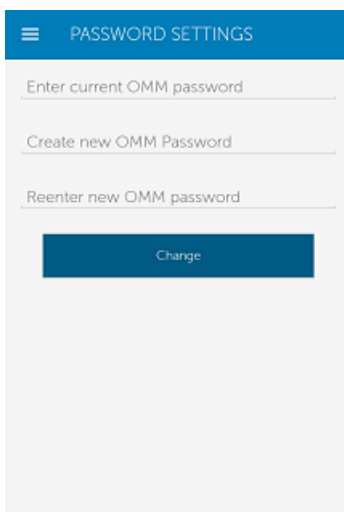 PASSWORD SETTINGS
Enter current OMM password
Create new OMM Password
Reenter new OMM password
Change